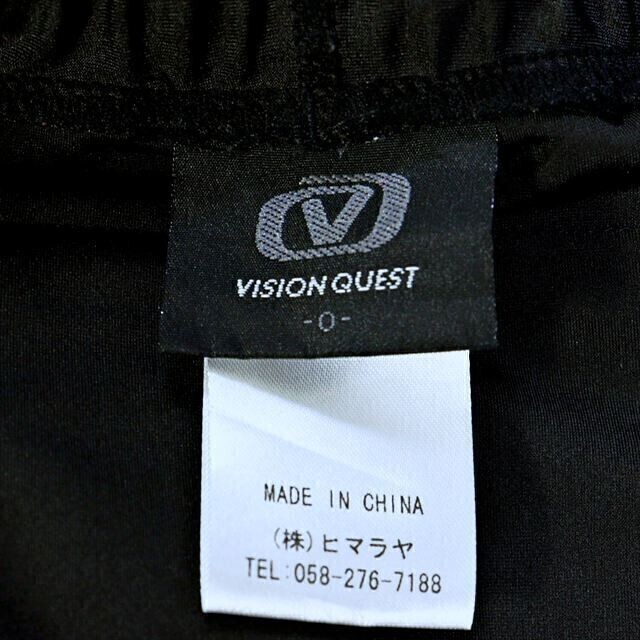 V
VISION QUEST
-O-
MADE IN CHINA
(株)ヒマラヤ
TEL:058-276-7188